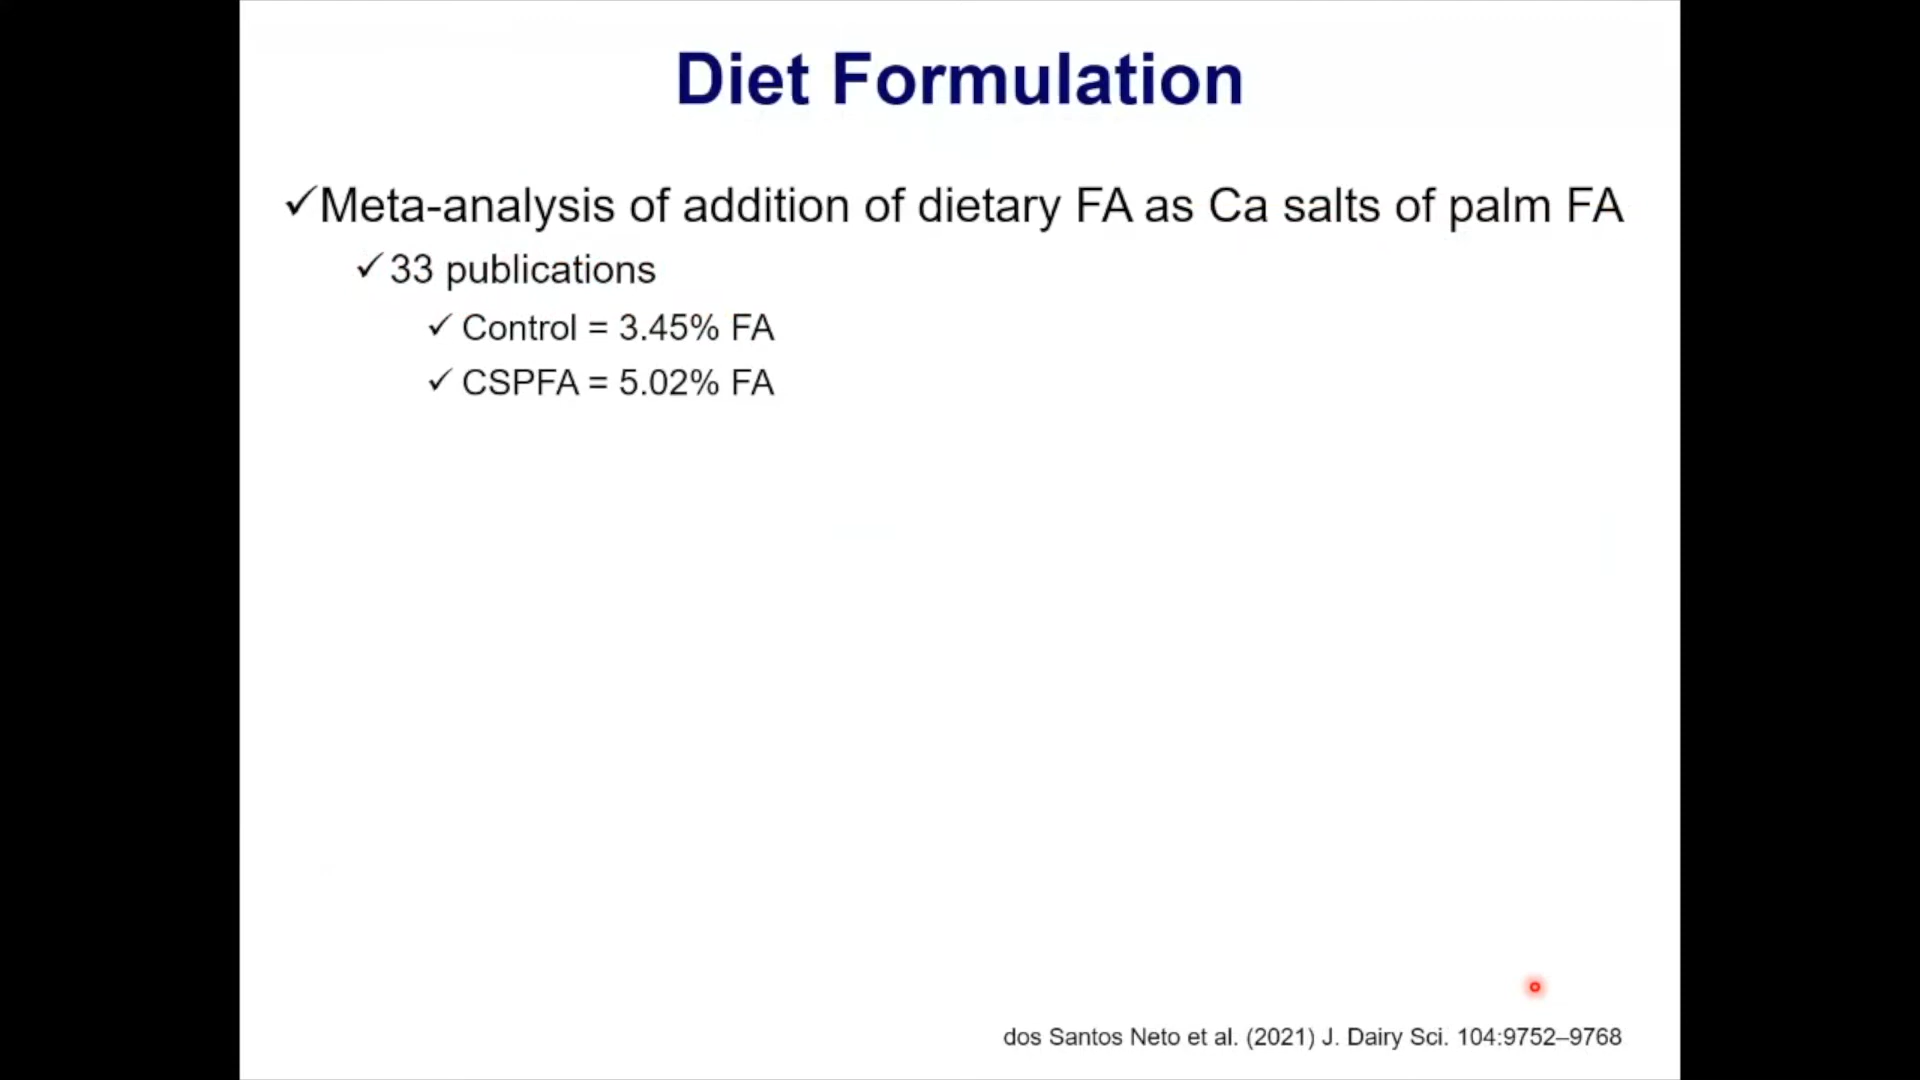 Diet Formulation
✓Meta-analysis of addition of dietary FA as Ca salts of palm FA
✓33 publications
✓ Control = 3.45% FA
✓ CSPFA = 5.02% FA
dos Santos Neto et al. (2021) J. Dairy Sci. 104:9752–9768